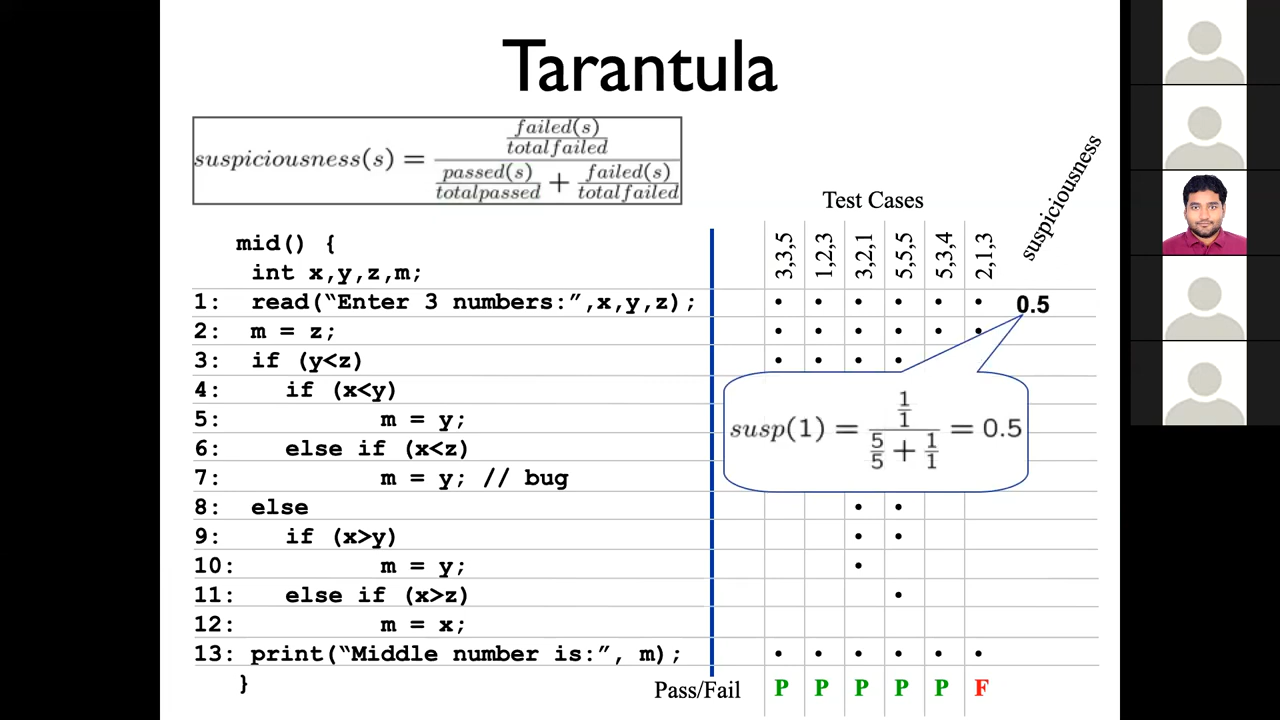 Tarantula
suspiciousness(s) = failed(s) / totalfailed / passed(s) / totalpassed + failed(s) / totalfailed
suspiciousness
Test Cases
3,3,5 1,2,3 3,2,1 5,5,5 5,3,4 2,1,3
mid() {
int x,y,z,m;
1: read(“Enter 3 numbers:”,x,y,z); • • • • • • 0.5
2: m = z; • • • • • •
3: if (y<z) • • • •
4: if (x<y)
5: m = y;
6: else if (x<z)
7: m = y; // bug
susp(1) = 1/1 / 5/5 + 1/1 = 0.5
8: else • •
9: if (x>y) • •
10: m = y; •
11: else if (x>z) •
12: m = x;
13: print(“Middle number is:”, m); • • • • • •
}
Pass/Fail P P P P P F